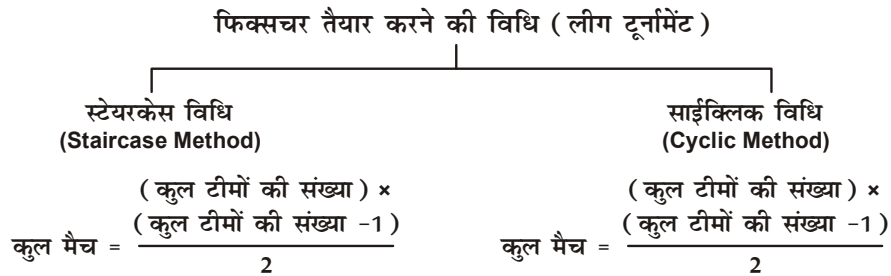 फिक्सचर तैयार करने की विधि ( लीग टूर्नामेंट )
स्टेयरकेस विधि
(Staircase Method)
( कुल टीमों की संख्या ) ×
( कुल टीमों की संख्या -1 )
कुल मैच =
2
साईक्लिक विधि
(Cyclic Method)
( कुल टीमों की संख्या ) ×
( कुल टीमों की संख्या -1 )
कुल मैच =
2